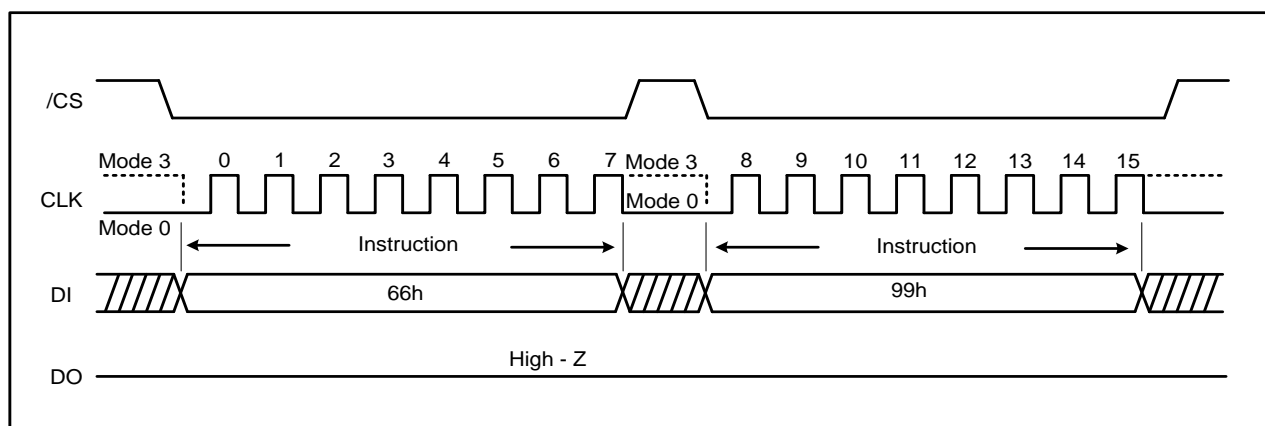 /CS
Mode 3 0 1 2 3 4 5 6 7 Mode 3 8 9 10 11 12 13 14 15
CLK Mode 0
Mode 0
Instruction Instruction
DI 66h 99h
High - Z
DO